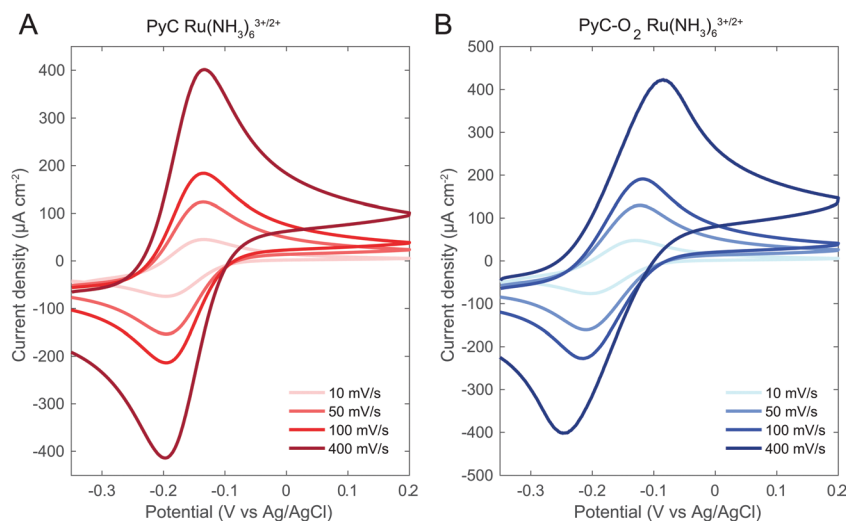 A
PyC Ru(NH₃)₆³⁺/²⁺
Current density (µA cm⁻²)
400
300
200
100
0
-100
-200
-300
-400
10 mV/s
50 mV/s
100 mV/s
400 mV/s
-0.3
-0.2
-0.1
0
0.1
0.2
Potential (V vs Ag/AgCl)
B
PyC-O₂ Ru(NH₃)₆³⁺/²⁺
Current density (µA cm⁻²)
500
400
300
200
100
0
-100
-200
-300
-400
-500
10 mV/s
50 mV/s
100 mV/s
400 mV/s
-0.3
-0.2
-0.1
0
0.1
0.2
Potential (V vs Ag/AgCl)